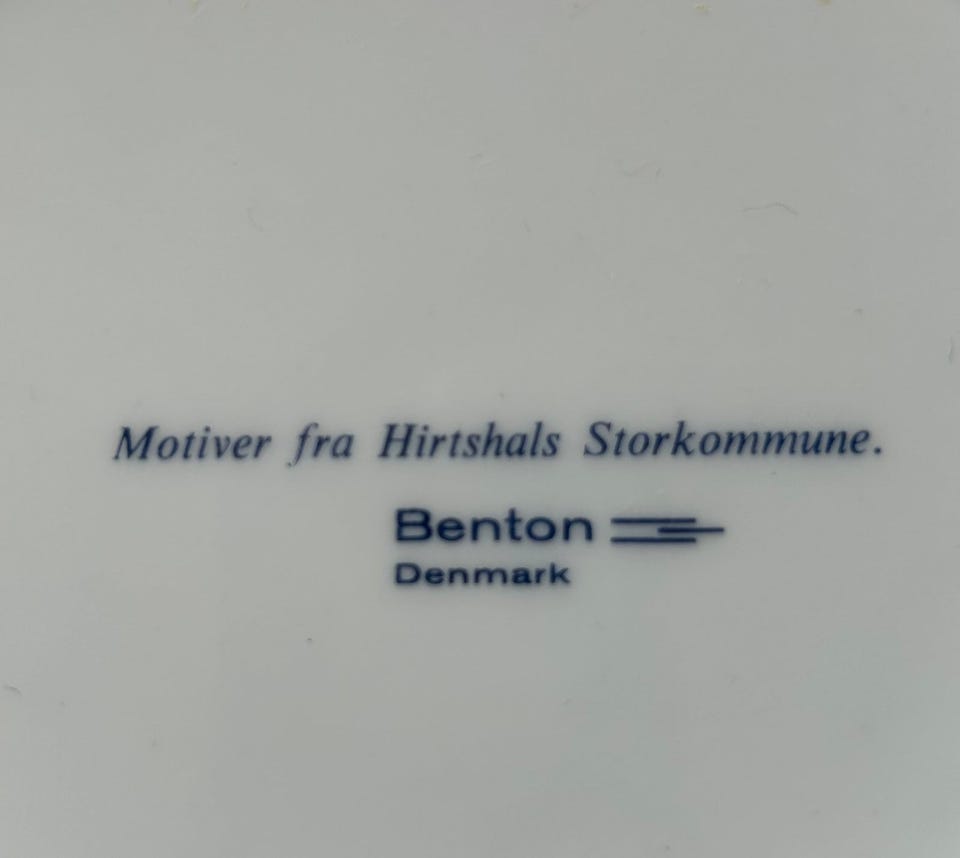 Motiver fra Hirtshals Storkommune.
Benton
Denmark